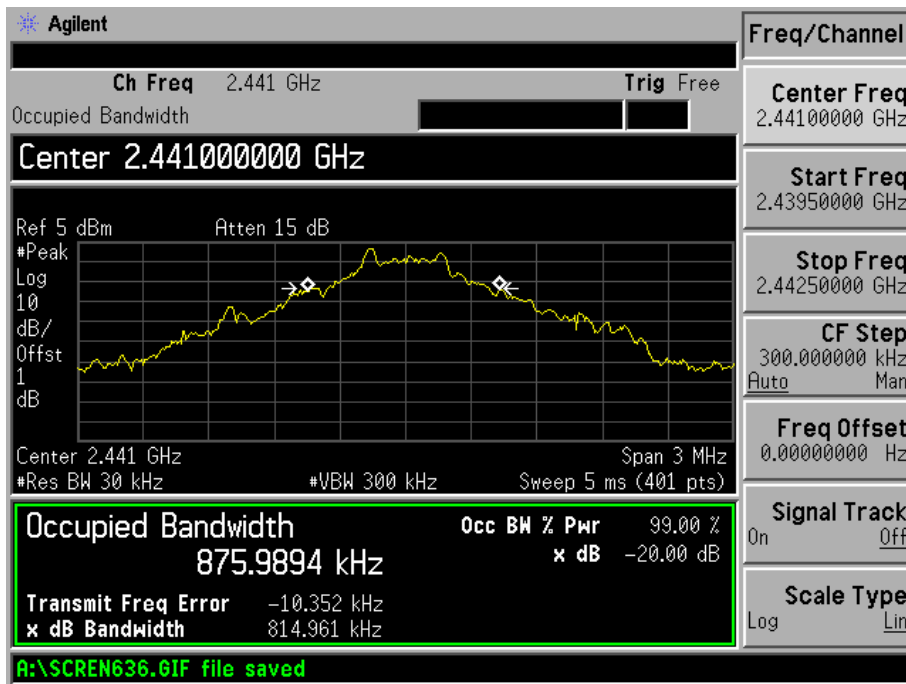 Agilent
Freq/Channel
Ch Freq 2.441 GHz Trig Free
Occupied Bandwidth
Center 2.441000000 GHz
Ref 5 dBm Atten 15 dB
#Peak
Log
10
dB/
Offst
1
dB
Center 2.441 GHz Span 3 MHz
#Res BW 30 kHz #VBW 300 kHz Sweep 5 ms (401 pts)
Occupied Bandwidth
875.9894 kHz
Occ BW % Pwr 99.00 %
x dB -20.00 dB
Transmit Freq Error -10.352 kHz
x dB Bandwidth 814.961 kHz
A:\SCREN636.GIF file saved
Center Freq
2.44100000 GHz
Start Freq
2.43950000 GHz
Stop Freq
2.44250000 GHz
CF Step
300.000000 kHz
Auto Man
Freq Offset
0.00000000 Hz
Signal Track
On Off
Scale Type
Log Lin